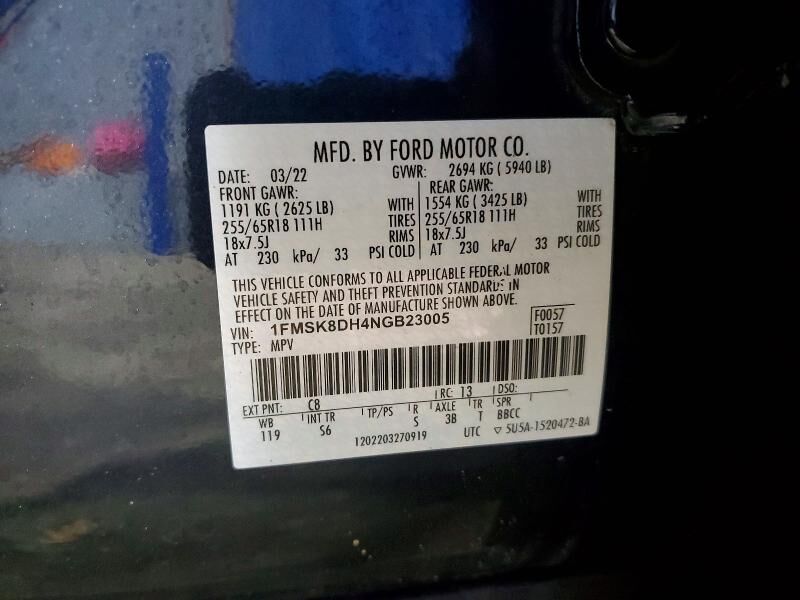 MFD. BY FORD MOTOR CO.
DATE: 03/22 GVWR: 2694 KG ( 5940 LB)
FRONT GAWR: REAR GAWR:
1191 KG ( 2625 LB) WITH 1554 KG ( 3425 LB) WITH
255/65R18 111H TIRES 255/65R18 111H TIRES
18x7.5J RIMS 18x7.5J RIMS
AT 230 kPa/ 33 PSI COLD AT 230 kPa/ 33 PSI COLD
THIS VEHICLE CONFORMS TO ALL APPLICABLE FEDERAL MOTOR
VEHICLE SAFETY AND THEFT PREVENTION STANDARDS IN
EFFECT ON THE DATE OF MANUFACTURE SHOWN ABOVE.
VIN: 1FMSK8DH4NGB23005 F0057
TYPE: MPV T0157
EXT PNT: C8 RC: 13 DSO:
WB INT TR TP/PS R AXLE TR SPR
119 S6 S 3B T BBCC
1202203270919 UTC ▽ 5U5A-1520472-BA